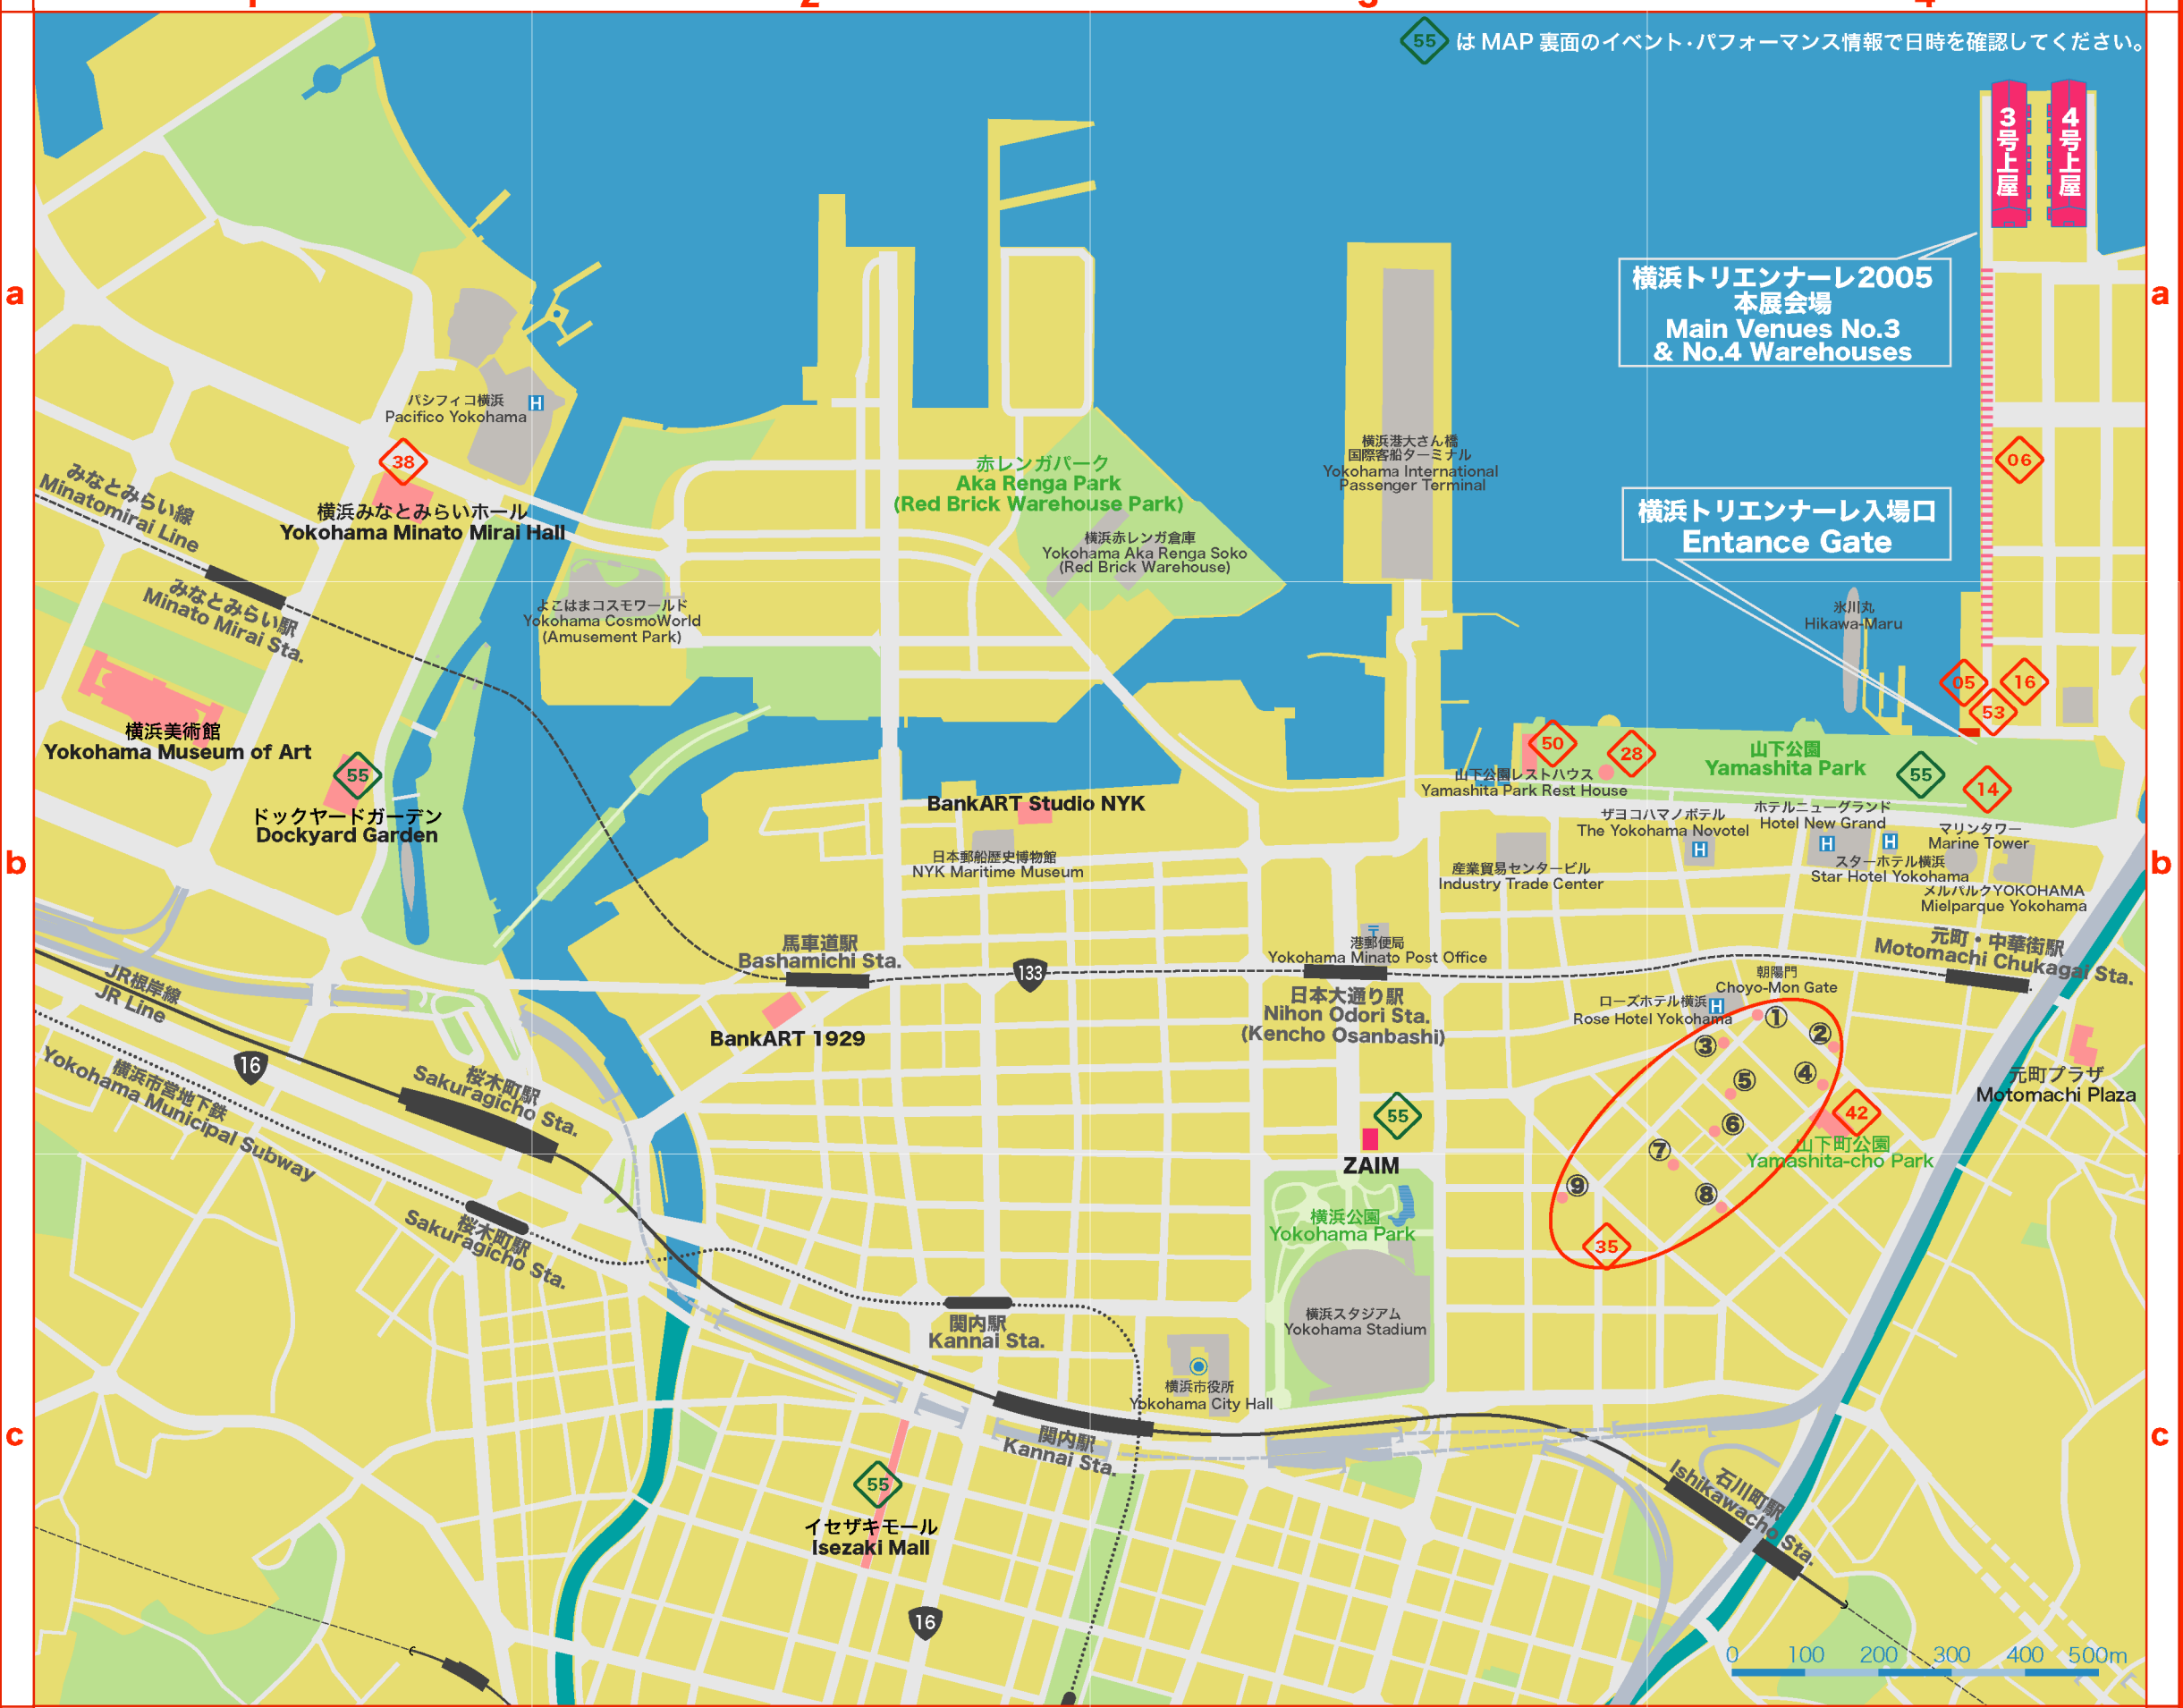 1 2 3 4
55 は MAP 裏面のイベント・パフォーマンス情報で日時を確認してください。
3号上屋
4号上屋
a
a
横浜トリエンナーレ2005
本展会場
Main Venues No.3
& No.4 Warehouses
パシフィコ横浜
Pacifico Yokohama
H
38
横浜みなとみらいホール
Yokohama Minato Mirai Hall
みなとみらい線
Minatomirai Line
赤レンガパーク
Aka Renga Park
(Red Brick Warehouse Park)
横浜赤レンガ倉庫
Yokohama Aka Renga Soko
(Red Brick Warehouse)
横浜港大さん橋
国際客船ターミナル
Yokohama International
Passenger Terminal
06
横浜トリエンナーレ入場口
Entance Gate
みなとみらい駅
Minato Mirai Sta.
よこはまコスモワールド
Yokohama CosmoWorld
(Amusement Park)
氷川丸
Hikawa-Maru
05
16
53
横浜美術館
Yokohama Museum of Art
55
ドックヤードガーデン
Dockyard Garden
50
28
山下公園
Yamashita Park
55
14
山下公園レストハウス
Yamashita Park Rest House
BankART Studio NYK
日本郵船歴史博物館
NYK Maritime Museum
ザヨコハマノボテル
The Yokohama Novotel
H
ホテルニューグランド
Hotel New Grand
H
H
マリンタワー
Marine Tower
スターホテル横浜
Star Hotel Yokohama
産業貿易センタービル
Industry Trade Center
メルパルクYOKOHAMA
Mielparque Yokohama
b
b
馬車道駅
Bashamichi Sta.
133
〒
港郵便局
Yokohama Minato Post Office
元町・中華街駅
Motomachi Chukagai Sta.
朝陽門
Choyo-Mon Gate
JR根岸線
JR Line
BankART 1929
日本大通り駅
Nihon Odori Sta.
(Kencho Osanbashi)
ローズホテル横浜
Rose Hotel Yokohama
H
①
②
③
④
⑤
⑥
⑦
⑧
⑨
42
35
16
桜木町駅
Sakuragicho Sta.
横浜市営地下鉄
Yokohama Municipal Subway
元町プラザ
Motomachi Plaza
55
ZAIM
山下町公園
Yamashita-cho Park
桜木町駅
Sakuragicho Sta.
横浜公園
Yokohama Park
関内駅
Kannai Sta.
横浜スタジアム
Yokohama Stadium
横浜市役所
Yokohama City Hall
c
c
関内駅
Kannai Sta.
55
イセザキモール
Isezaki Mall
石川町駅
Ishikawacho Sta.
16
0 100 200 300 400 500m